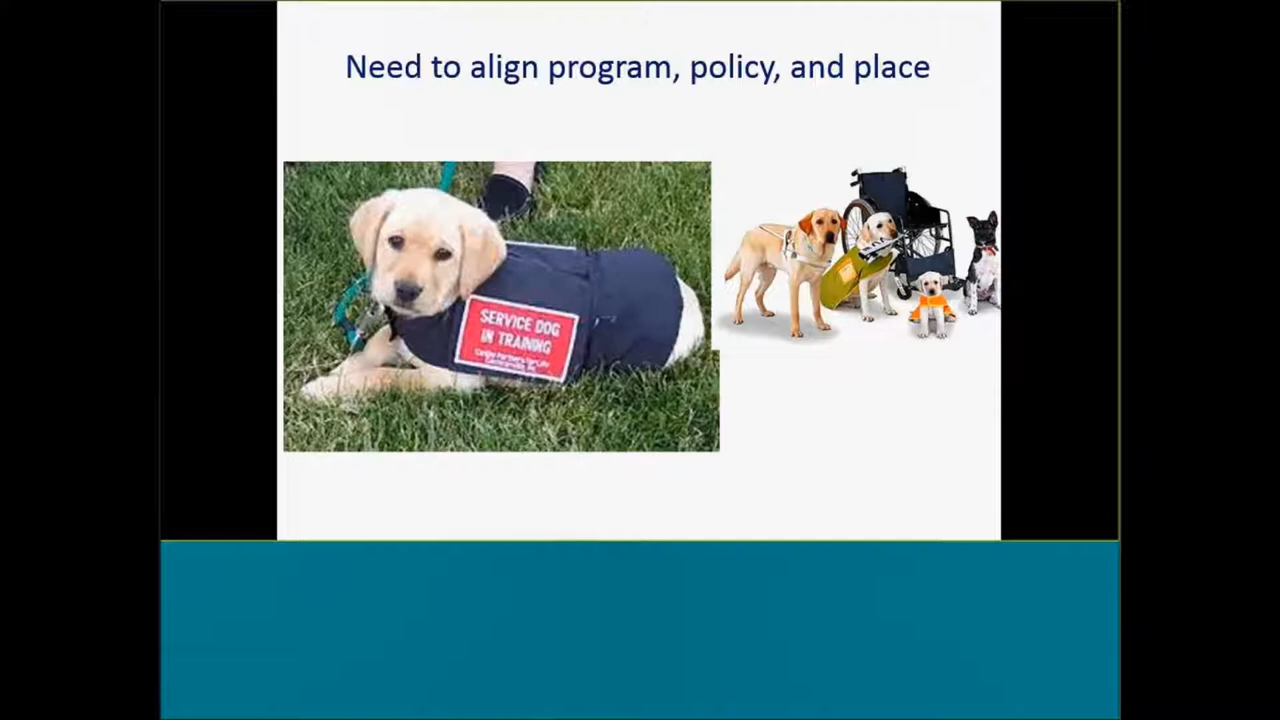 Need to align program, policy, and place
SERVICE DOG
IN TRAINING